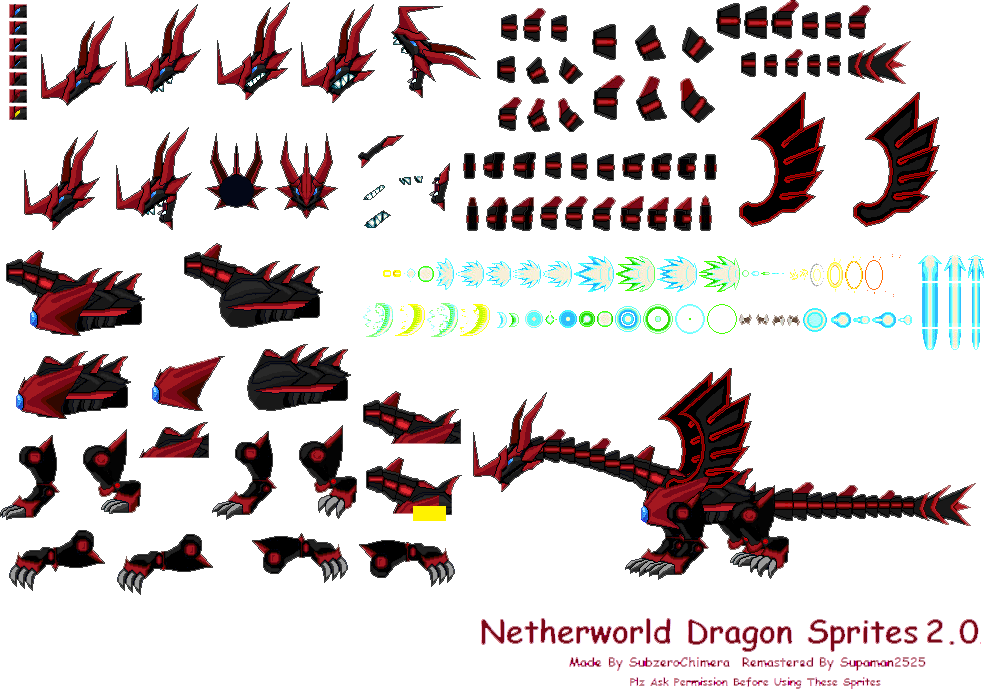 Netherworld Dragon Sprites 2.0
Made By SubzeroChimera Remastered By Supaman2525
Plz Ask Permission Before Using These Sprites